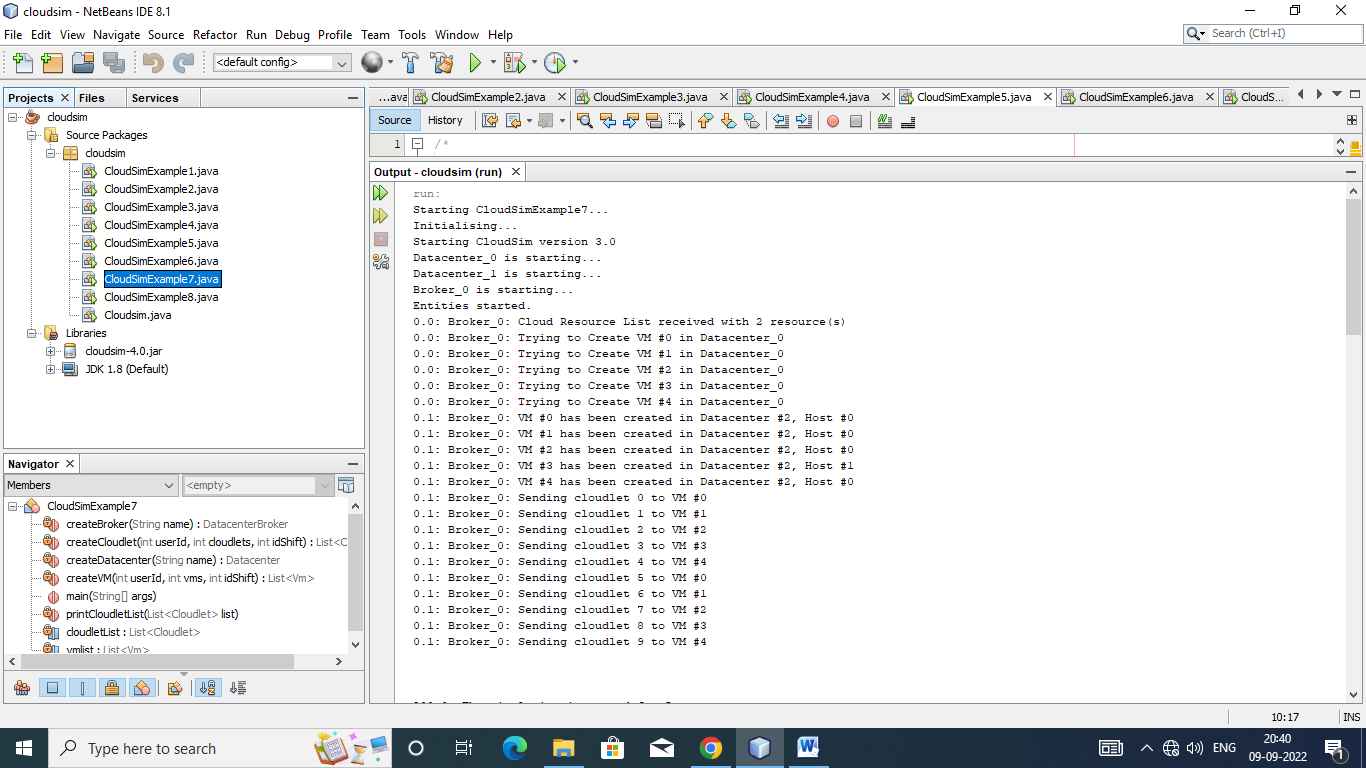 cloudsim - NetBeans IDE 8.1
File Edit View Navigate Source Refactor Run Debug Profile Team Tools Window Help
Search (Ctrl+I)
<default config>
Projects Files Services
cloudsim
Source Packages
cloudsim
CloudSimExample1.java
CloudSimExample2.java
CloudSimExample3.java
CloudSimExample4.java
CloudSimExample5.java
CloudSimExample6.java
CloudSimExample7.java
CloudSimExample8.java
Cloudsim.java
Libraries
cloudsim-4.0.jar
JDK 1.8 (Default)
Navigator
Members <empty>
CloudSimExample7
createBroker(String name) : DatacenterBroker
createCloudlet(int userId, int cloudlets, int idShift) : List<C
createDatacenter(String name) : Datacenter
createVM(int userId, int vms, int idShift) : List<Vm>
main(String[] args)
printCloudletList(List<Cloudlet> list)
cloudletList : List<Cloudlet>
vmlist : List<Vm>
...ava CloudSimExample2.java CloudSimExample3.java CloudSimExample4.java CloudSimExample5.java CloudSimExample6.java CloudS...
Source History
1 /*
Output - cloudsim (run)
run:
Starting CloudSimExample7...
Initialising...
Starting CloudSim version 3.0
Datacenter_0 is starting...
Datacenter_1 is starting...
Broker_0 is starting...
Entities started.
0.0: Broker_0: Cloud Resource List received with 2 resource(s)
0.0: Broker_0: Trying to Create VM #0 in Datacenter_0
0.0: Broker_0: Trying to Create VM #1 in Datacenter_0
0.0: Broker_0: Trying to Create VM #2 in Datacenter_0
0.0: Broker_0: Trying to Create VM #3 in Datacenter_0
0.0: Broker_0: Trying to Create VM #4 in Datacenter_0
0.1: Broker_0: VM #0 has been created in Datacenter #2, Host #0
0.1: Broker_0: VM #1 has been created in Datacenter #2, Host #0
0.1: Broker_0: VM #2 has been created in Datacenter #2, Host #0
0.1: Broker_0: VM #3 has been created in Datacenter #2, Host #1
0.1: Broker_0: VM #4 has been created in Datacenter #2, Host #0
0.1: Broker_0: Sending cloudlet 0 to VM #0
0.1: Broker_0: Sending cloudlet 1 to VM #1
0.1: Broker_0: Sending cloudlet 2 to VM #2
0.1: Broker_0: Sending cloudlet 3 to VM #3
0.1: Broker_0: Sending cloudlet 4 to VM #4
0.1: Broker_0: Sending cloudlet 5 to VM #0
0.1: Broker_0: Sending cloudlet 6 to VM #1
0.1: Broker_0: Sending cloudlet 7 to VM #2
0.1: Broker_0: Sending cloudlet 8 to VM #3
0.1: Broker_0: Sending cloudlet 9 to VM #4
10:17 INS
Type here to search
ENG
20:40
09-09-2022
1